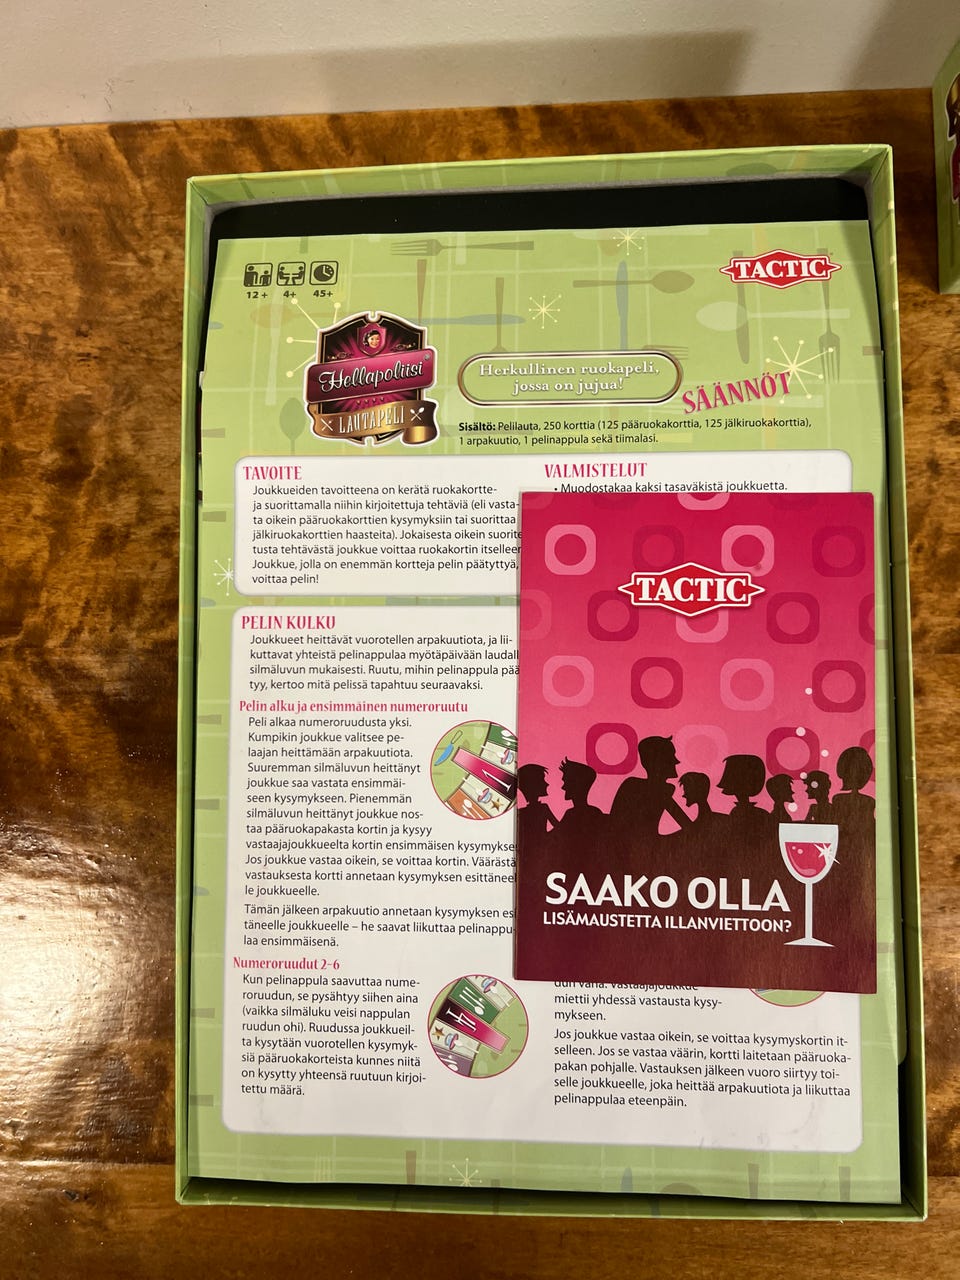 12+ 4+ 45+
TACTIC
Hellapoliisi®
LAUTAPELI
Herkullinen ruokapeli,
jossa on jujua!
SÄÄNNÖT
Sisältö: Pelilauta, 250 korttia (125 pääruokakorttia, 125 jälkiruokakorttia),
1 arpakuutio, 1 pelinappula sekä tiimalasi.
TAVOITE
Joukkueiden tavoitteena on kerätä ruokakortte-
ja suorittamalla niihin kirjoitettuja tehtäviä (eli vasta-
ta oikein pääruokakorttien kysymyksiin tai suorittaa
jälkiruokakorttien haasteita). Jokaisesta oikein suorite
tusta tehtävästä joukkue voittaa ruokakortin itselleen
Joukkue, jolla on enemmän kortteja pelin päätyttyä,
voittaa pelin!
VALMISTELUT
• Muodostakaa kaksi tasaväkistä joukkuetta.
PELIN KULKU
Joukkueet heittävät vuorotellen arpakuutiota, ja lii-
kuttavat yhteistä pelinappulaa myötäpäivään laudall
silmäluvun mukaisesti. Ruutu, mihin pelinappula pää
tyy, kertoo mitä pelissä tapahtuu seuraavaksi.
Pelin alku ja ensimmäinen numeroruutu
Peli alkaa numeroruudusta yksi.
Kumpikin joukkue valitsee pe-
laajan heittämään arpakuutiota.
Suuremman silmäluvun heittänyt
joukkue saa vastata ensimmäi-
seen kysymykseen. Pienemmän
silmäluvun heittänyt joukkue nos-
taa pääruokapakasta kortin ja kysyy
vastaajajoukkueelta kortin ensimmäisen kysymykse
Jos joukkue vastaa oikein, se voittaa kortin. Väärästä
vastauksesta kortti annetaan kysymyksen esittäneel
le joukkueelle.
Tämän jälkeen arpakuutio annetaan kysymyksen esi
täneelle joukkueelle – he saavat liikuttaa pelinappu-
laa ensimmäisenä.
Numeroruudut 2-6
Kun pelinappula saavuttaa nume-
roruudun, se pysähtyy siihen aina
(vaikka silmäluku veisi nappulan
ruudun ohi). Ruudussa joukkueil-
ta kysytään vuorotellen kysymyk-
siä pääruokakorteista kunnes niitä
on kysytty yhteensä ruutuun kirjoi-
tettu määrä.
TACTIC
SAAKO OLLA
LISÄMAUSTETTA ILLANVIETTOON?
dun väriä. Vastaajajoukkue
miettii yhdessä vastausta kysy-
mykseen.
Jos joukkue vastaa oikein, se voittaa kysymyskortin it-
selleen. Jos se vastaa väärin, kortti laitetaan pääruoka-
pakan pohjalle. Vastauksen jälkeen vuoro siirtyy toi-
selle joukkueelle, joka heittää arpakuutiota ja liikuttaa
pelinappulaa eteenpäin.